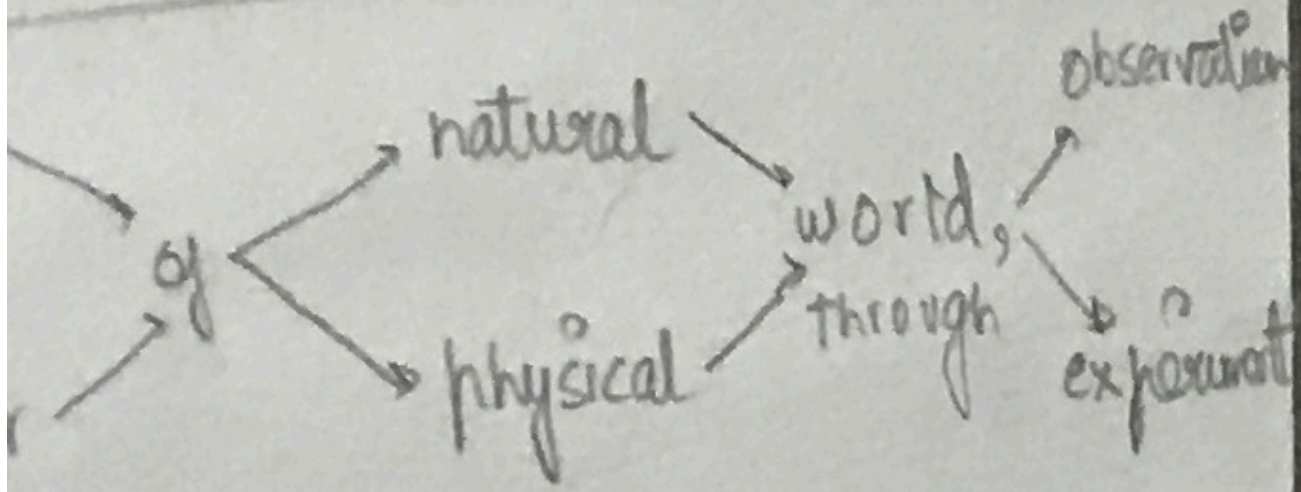 observation
natural
world,
of
through
physical
experiment